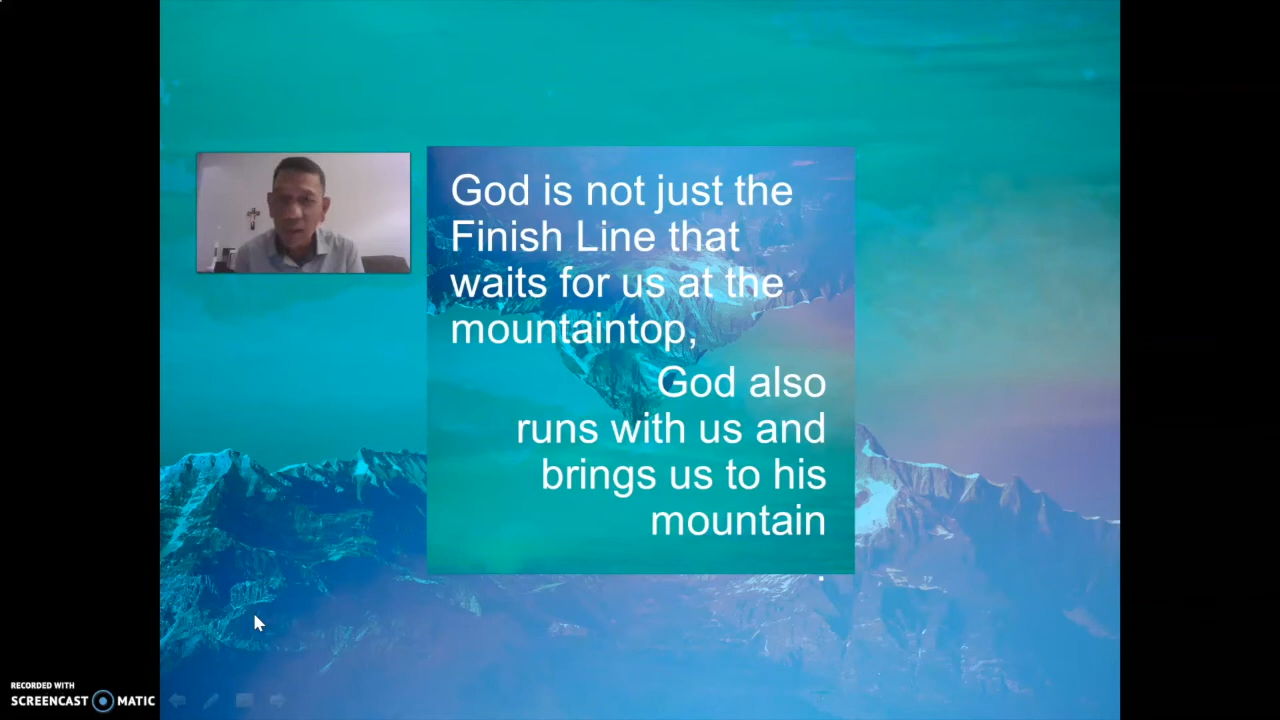 God is not just the
Finish Line that
waits for us at the
mountaintop,
God also
runs with us and
brings us to his
mountain
.
RECORDED WITH
SCREENCAST MATIC